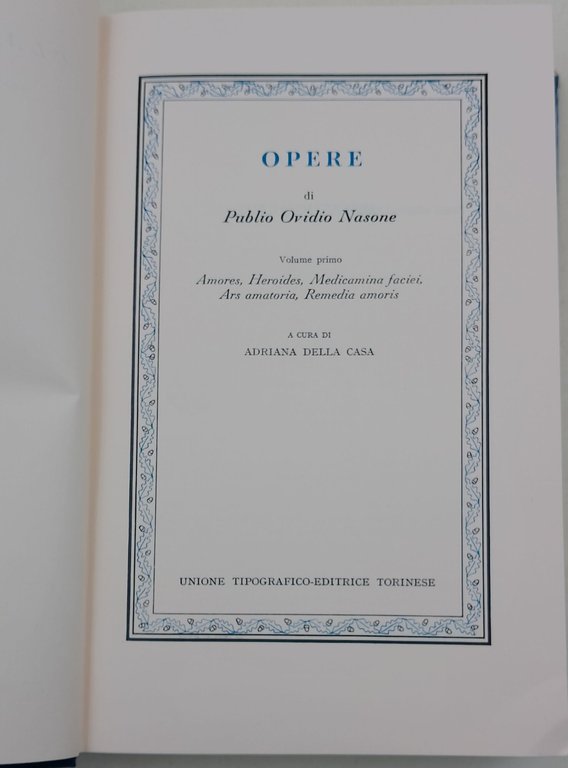 OPERE
di
Publio Ovidio Nasone
Volume primo
Amores, Heroides, Medicamina faciei,
Ars amatoria, Remedia amoris
A CURA DI
ADRIANA DELLA CASA
UNIONE TIPOGRAFICO-EDITRICE TORINESE